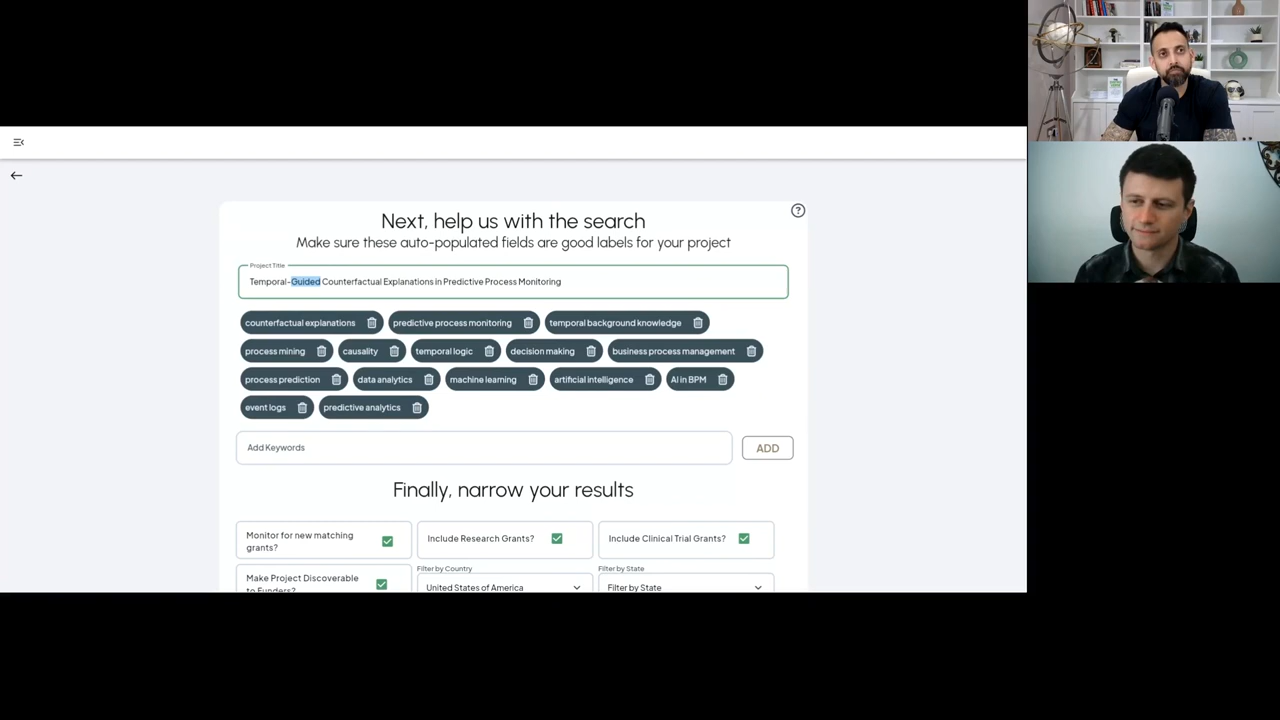 Next, help us with the search
?
Make sure these auto-populated fields are good labels for your project
Project Title
Temporal-Guided Counterfactual Explanations in Predictive Process Monitoring
counterfactual explanations predictive process monitoring temporal background knowledge
process mining causality temporal logic decision making business process management
process prediction data analytics machine learning artificial intelligence AI in BPM
event logs predictive analytics
Add Keywords ADD
Finally, narrow your results
Monitor for new matching grants? Include Research Grants? Include Clinical Trial Grants?
Make Project Discoverable to Funders?
Filter by Country Filter by State
United States of America Filter by State